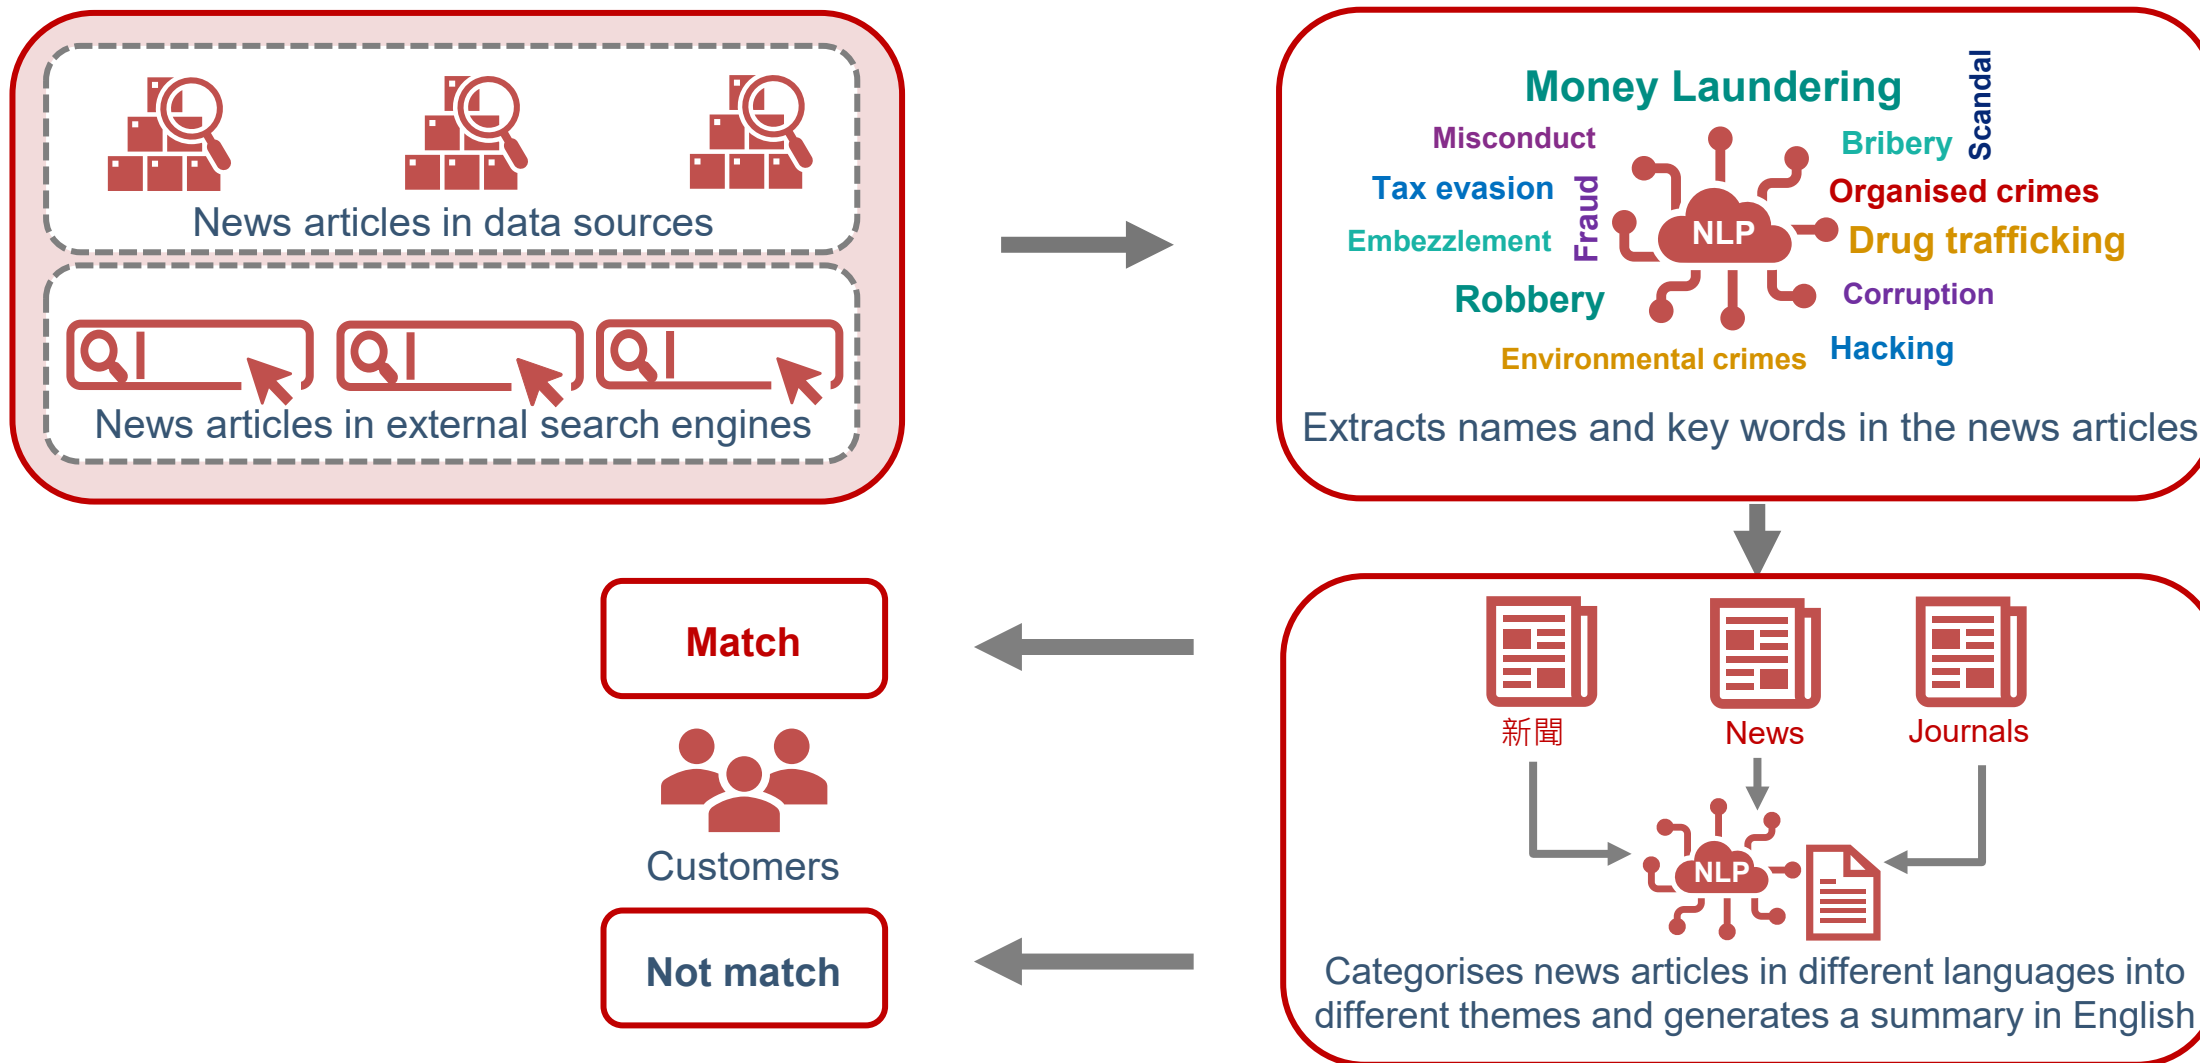 News articles in data sources
News articles in external search engines
Money Laundering
Scandal
Misconduct
Bribery
Tax evasion
Fraud
Organised crimes
Embezzlement
NLP
Drug trafficking
Robbery
Corruption
Environmental crimes
Hacking
Extracts names and key words in the news articles
新聞
News
Journals
NLP
Categorises news articles in different languages into
different themes and generates a summary in English
Match
Customers
Not match